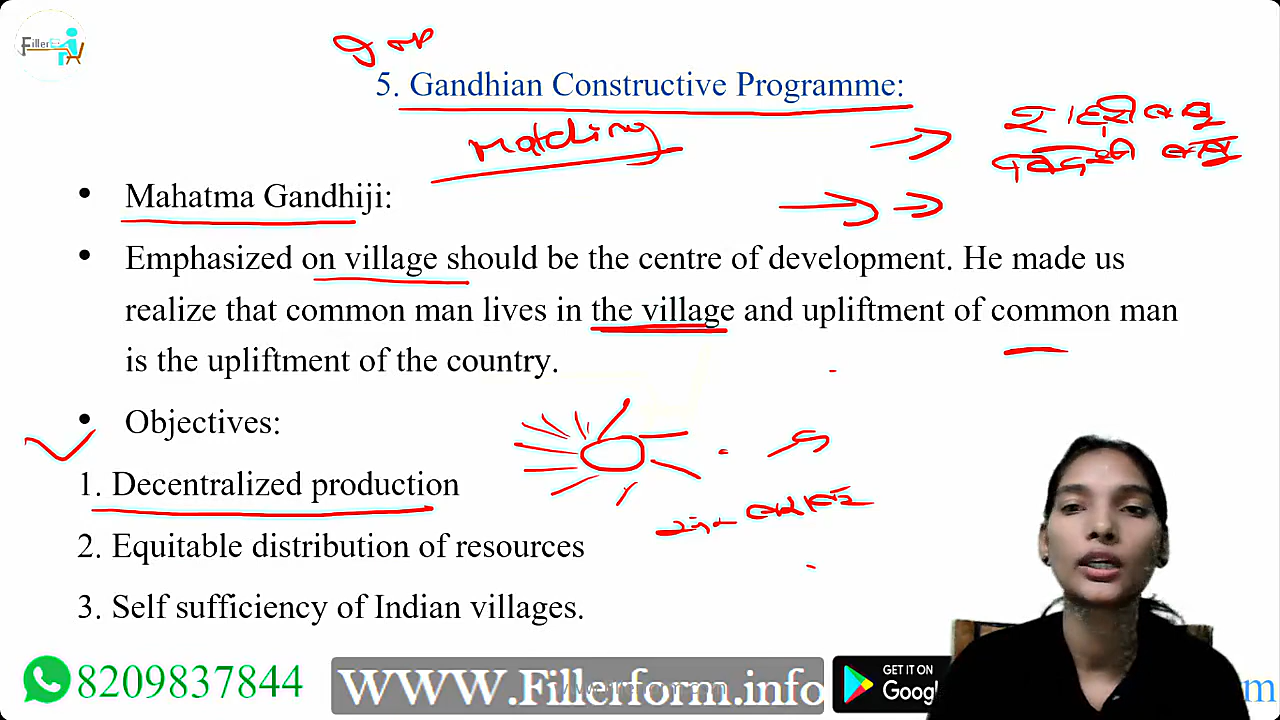 Fillerform
5. Gandhian Constructive Programme:
Matching
• Mahatma Gandhiji:
• Emphasized on village should be the centre of development. He made us
realize that common man lives in the village and upliftment of common man
is the upliftment of the country.
• Objectives:
1. Decentralized production
2. Equitable distribution of resources
3. Self sufficiency of Indian villages.
8209837844
www.Fillerform.info
GET IT ON
Googl
m